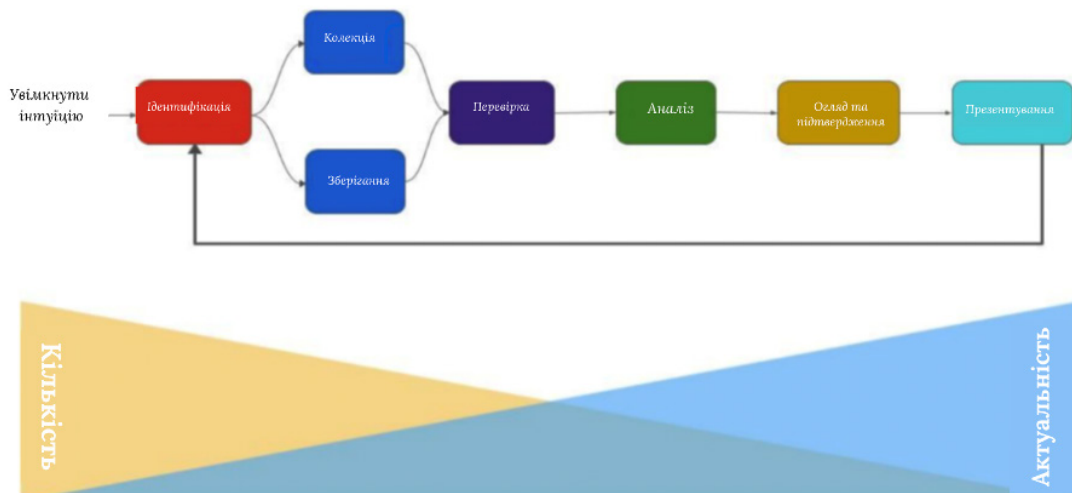 Увімкнути
інтуїцію
Ідентифікація
Колекція
Зберігання
Перевірка
Аналіз
Огляд та
підтвердження
Презентування
Кількість
Актуальність